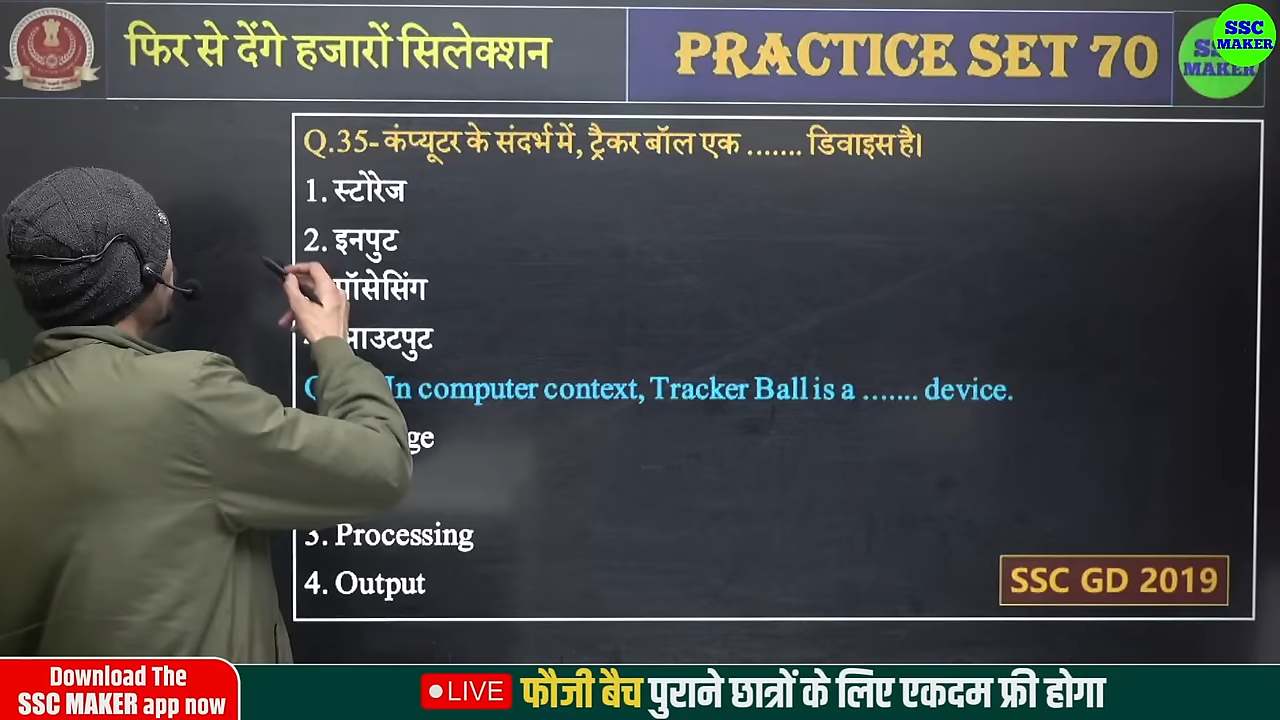 फिर से देंगे हजारों सिलेक्शन
PRACTICE SET 70
SSC MAKER
Q.35- कंप्यूटर के संदर्भ में, ट्रैकर बॉल एक ....... डिवाइस है।
1. स्टोरेज
2. इनपुट
प्रॉसेसिंग
आउटपुट
In computer context, Tracker Ball is a ....... device.
3. Processing
4. Output
SSC GD 2019
Download The
SSC MAKER app now
LIVE
फौजी बैच पुराने छात्रों के लिए एकदम फ्री होगा